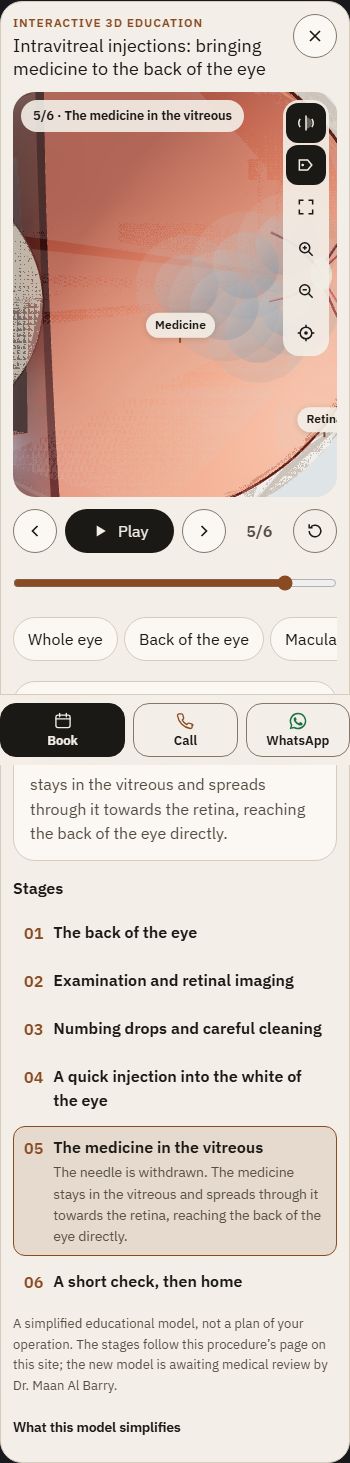 INTERACTIVE 3D EDUCATION
Intravitreal injections: bringing
medicine to the back of the eye
5/6 · The medicine in the vitreous
Medicine
Play
5/6
Whole eye
Back of the eye
Macula
Book
Call
WhatsApp
stays in the vitreous and spreads
through it towards the retina, reaching
the back of the eye directly.
Stages
01 The back of the eye
02 Examination and retinal imaging
03 Numbing drops and careful cleaning
04 A quick injection into the white of
the eye
05 The medicine in the vitreous
The needle is withdrawn. The medicine
stays in the vitreous and spreads through it
towards the retina, reaching the back of the
eye directly.
06 A short check, then home
A simplified educational model, not a plan of your
operation. The stages follow this procedure's page on
this site; the new model is awaiting medical review by
Dr. Maan Al Barry.
What this model simplifies